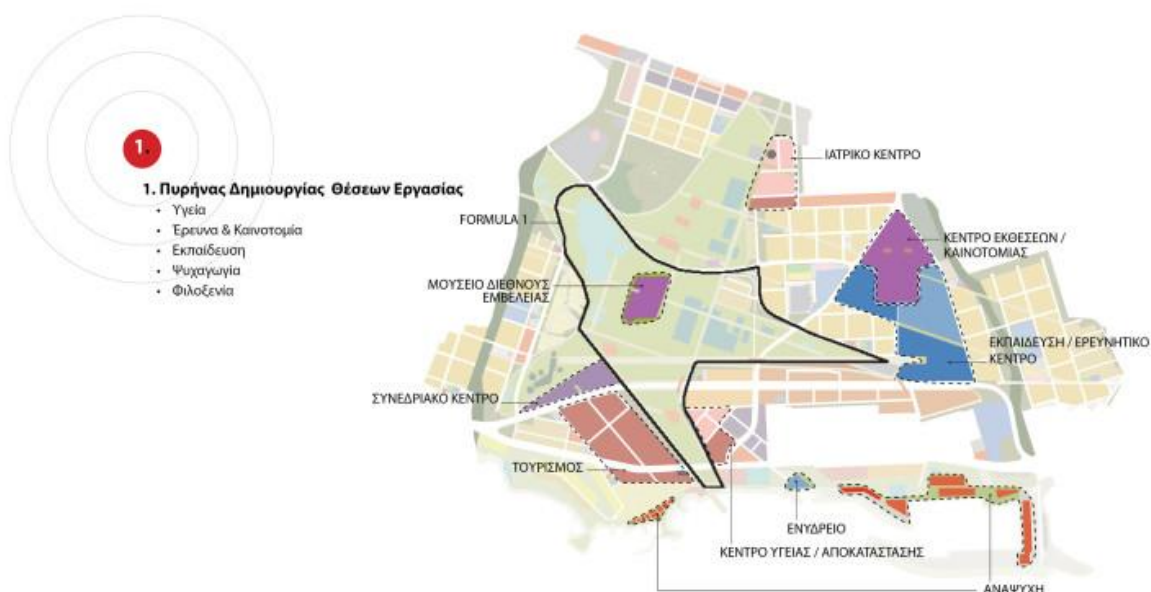 1.
1. Πυρήνας Δημιουργίας Θέσεων Εργασίας
• Υγεία
• Έρευνα & Καινοτομία
• Εκπαίδευση
• Ψυχαγωγία
• Φιλοξενία
ΙΑΤΡΙΚΟ ΚΕΝΤΡΟ
FORMULA 1
ΚΕΝΤΡΟ ΕΚΘΕΣΕΩΝ /
ΚΑΙΝΟΤΟΜΙΑΣ
ΜΟΥΣΕΙΟ ΔΙΕΘΝΟΥΣ
ΕΜΒΕΛΕΙΑΣ
ΕΚΠΑΙΔΕΥΣΗ / ΕΡΕΥΝΗΤΙΚΟ
ΚΕΝΤΡΟ
ΣΥΝΕΔΡΙΑΚΟ ΚΕΝΤΡΟ
ΤΟΥΡΙΣΜΟΣ
ΕΝΥΔΡΕΙΟ
ΚΕΝΤΡΟ ΥΓΕΙΑΣ / ΑΠΟΚΑΤΑΣΤΑΣΗΣ
ΑΝΑΨΥΧΗ